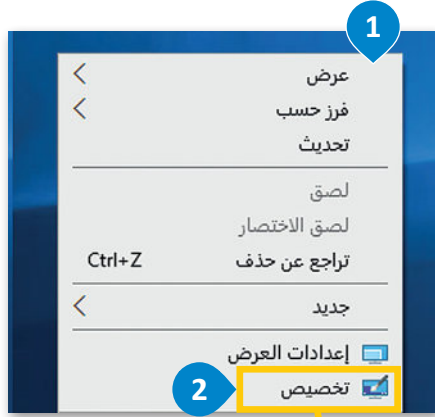 1
عرض
فرز حسب
تحديث
لصق
لصق الاختصار
تراجع عن حذف Ctrl+Z
جديد
إعدادات العرض
2 تخصيص